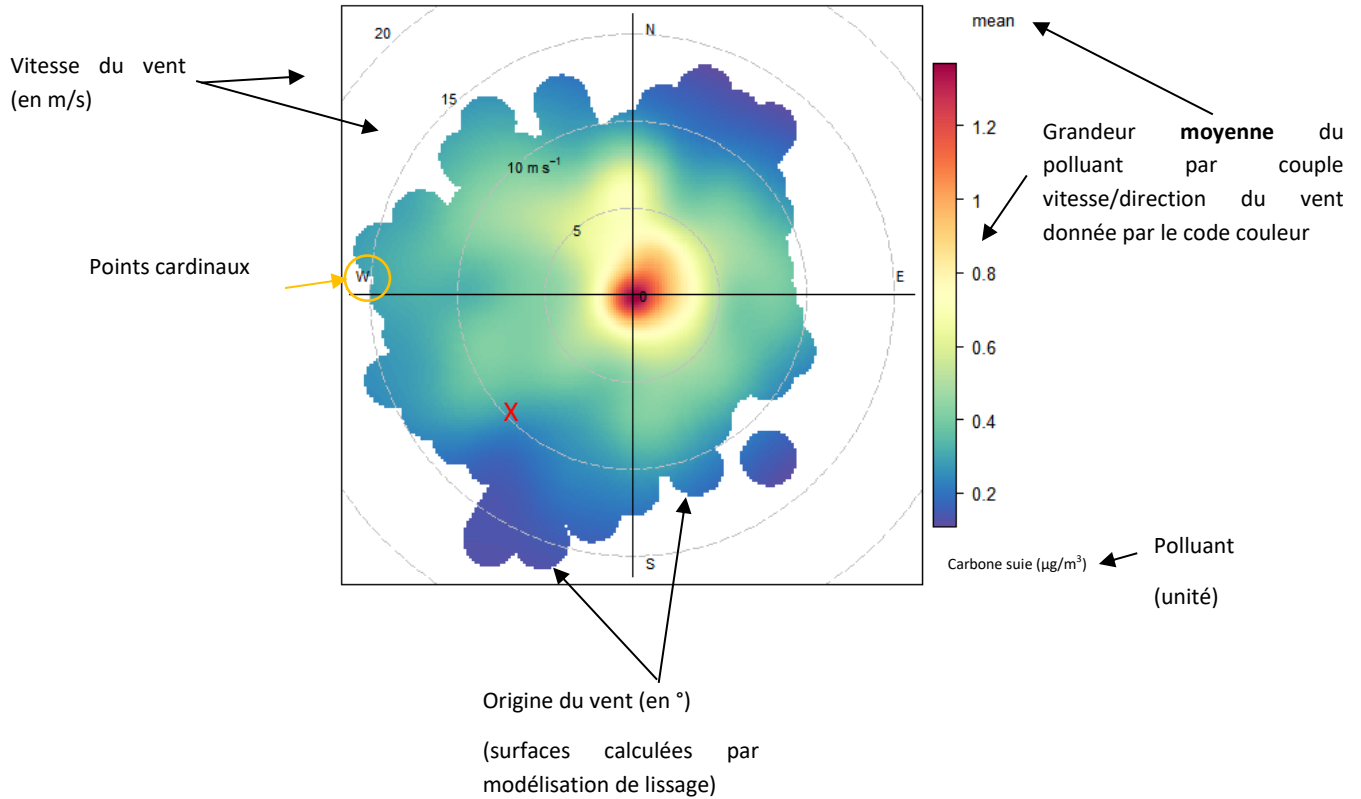 mean
20
N
Vitesse du vent
(en m/s)
15
1.2
Grandeur moyenne du
polluant par couple
vitesse/direction du vent
donnée par le code couleur
10 m s⁻¹
1
5
0.8
Points cardinaux
W
E
0
0.6
0.4
X
0.2
S
Carbone suie (µg/m³)
Polluant
(unité)
Origine du vent (en °)
(surfaces calculées par
modélisation de lissage)